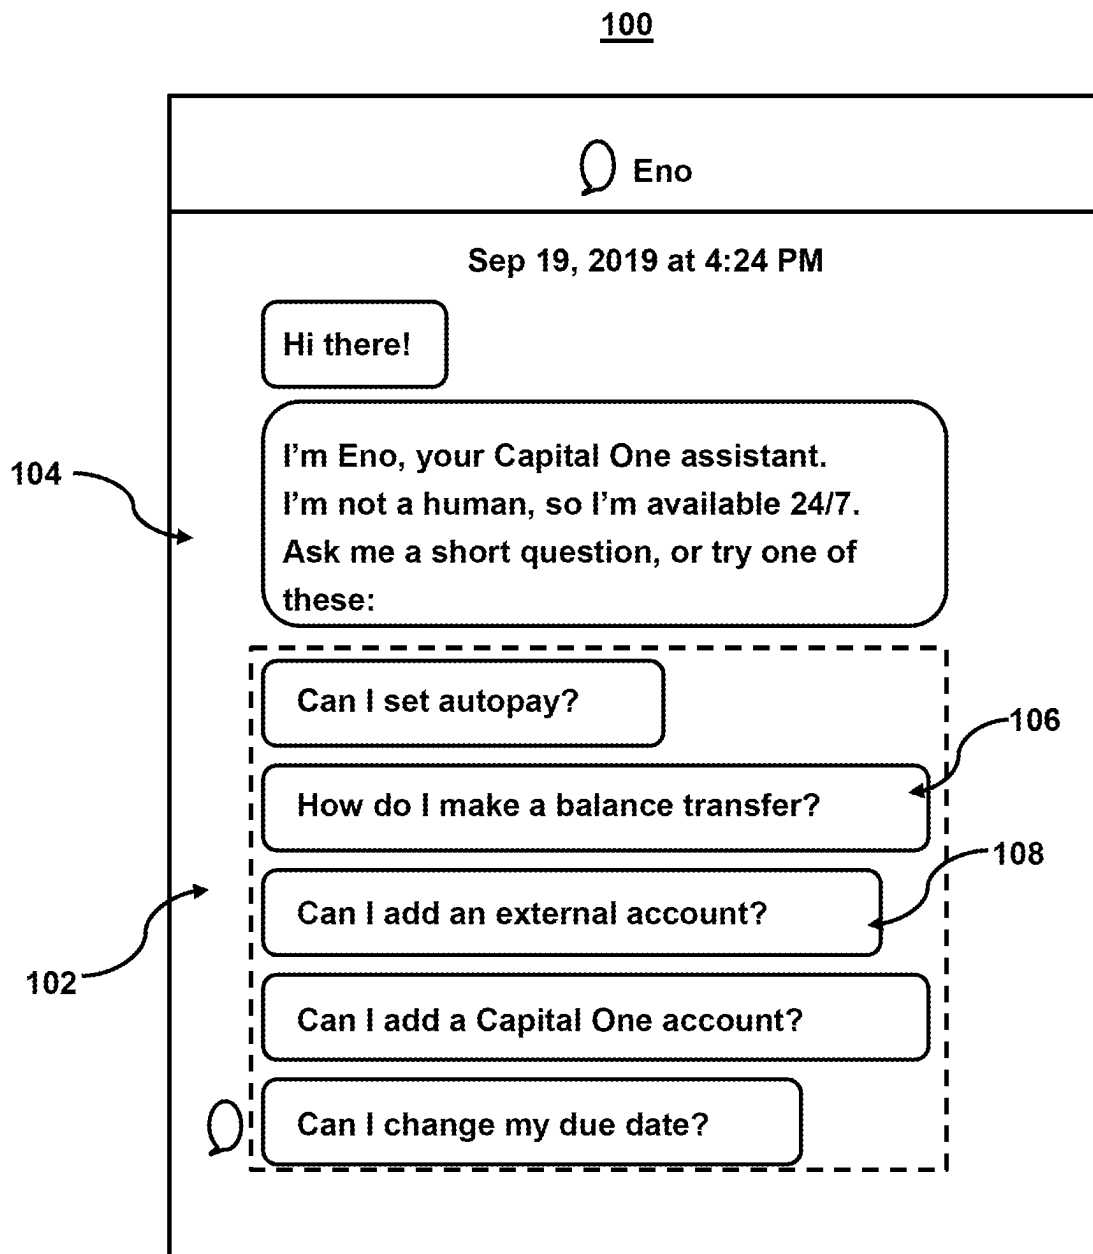 100
Eno
Sep 19, 2019 at 4:24 PM
Hi there!
I'm Eno, your Capital One assistant.
I'm not a human, so I'm available 24/7.
Ask me a short question, or try one of
these:
104
Can I set autopay?
106
How do I make a balance transfer?
108
Can I add an external account?
102
Can I add a Capital One account?
Can I change my due date?